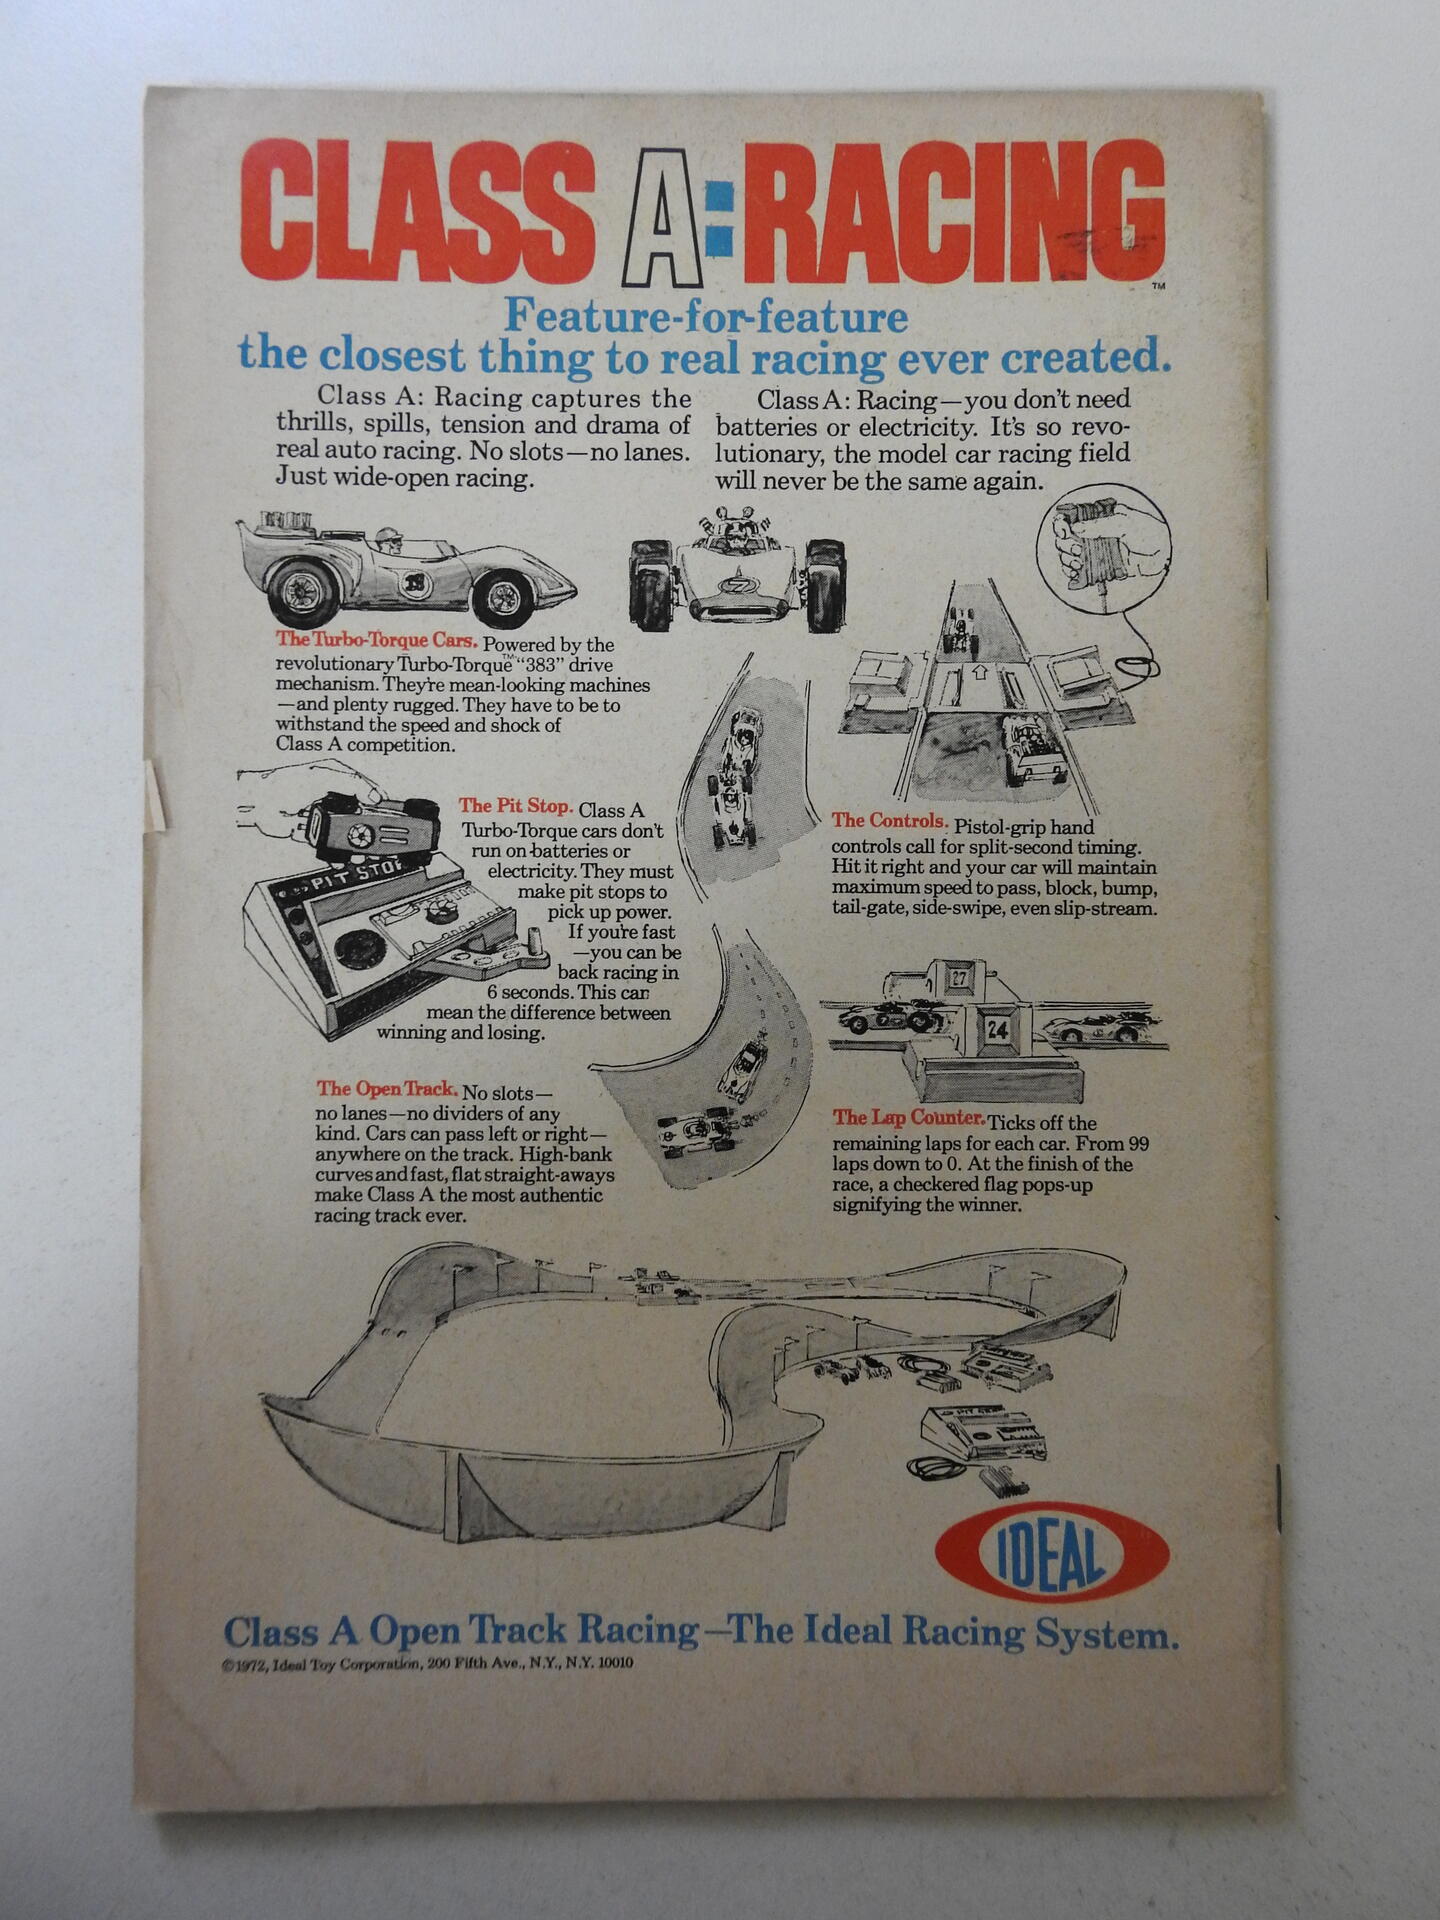 CLASS A:RACING
TM
Feature-for-feature
the closest thing to real racing ever created.
Class A: Racing captures the
thrills, spills, tension and drama of
real auto racing. No slots—no lanes.
Just wide-open racing.
Class A: Racing—you don't need
batteries or electricity. It's so revo-
lutionary, the model car racing field
will never be the same again.
19
7
The Turbo-Torque Cars. Powered by the
revolutionary Turbo-Torque™ "383" drive
mechanism. They're mean-looking machines
—and plenty rugged. They have to be to
withstand the speed and shock of
Class A competition.
PIT STOP
The Pit Stop. Class A
Turbo-Torque cars don't
run on batteries or
electricity. They must
make pit stops to
pick up power.
If you're fast
—you can be
back racing in
6 seconds. This can
mean the difference between
winning and losing.
The Controls. Pistol-grip hand
controls call for split-second timing.
Hit it right and your car will maintain
maximum speed to pass, block, bump,
tail-gate, side-swipe, even slip-stream.
27
24
The Open Track. No slots—
no lanes—no dividers of any
kind. Cars can pass left or right—
anywhere on the track. High-bank
curves and fast, flat straight-aways
make Class A the most authentic
racing track ever.
The Lap Counter. Ticks off the
remaining laps for each car. From 99
laps down to 0. At the finish of the
race, a checkered flag pops-up
signifying the winner.
IDEAL
Class A Open Track Racing—The Ideal Racing System.
©1972, Ideal Toy Corporation, 200 Fifth Ave., N.Y., N.Y. 10010